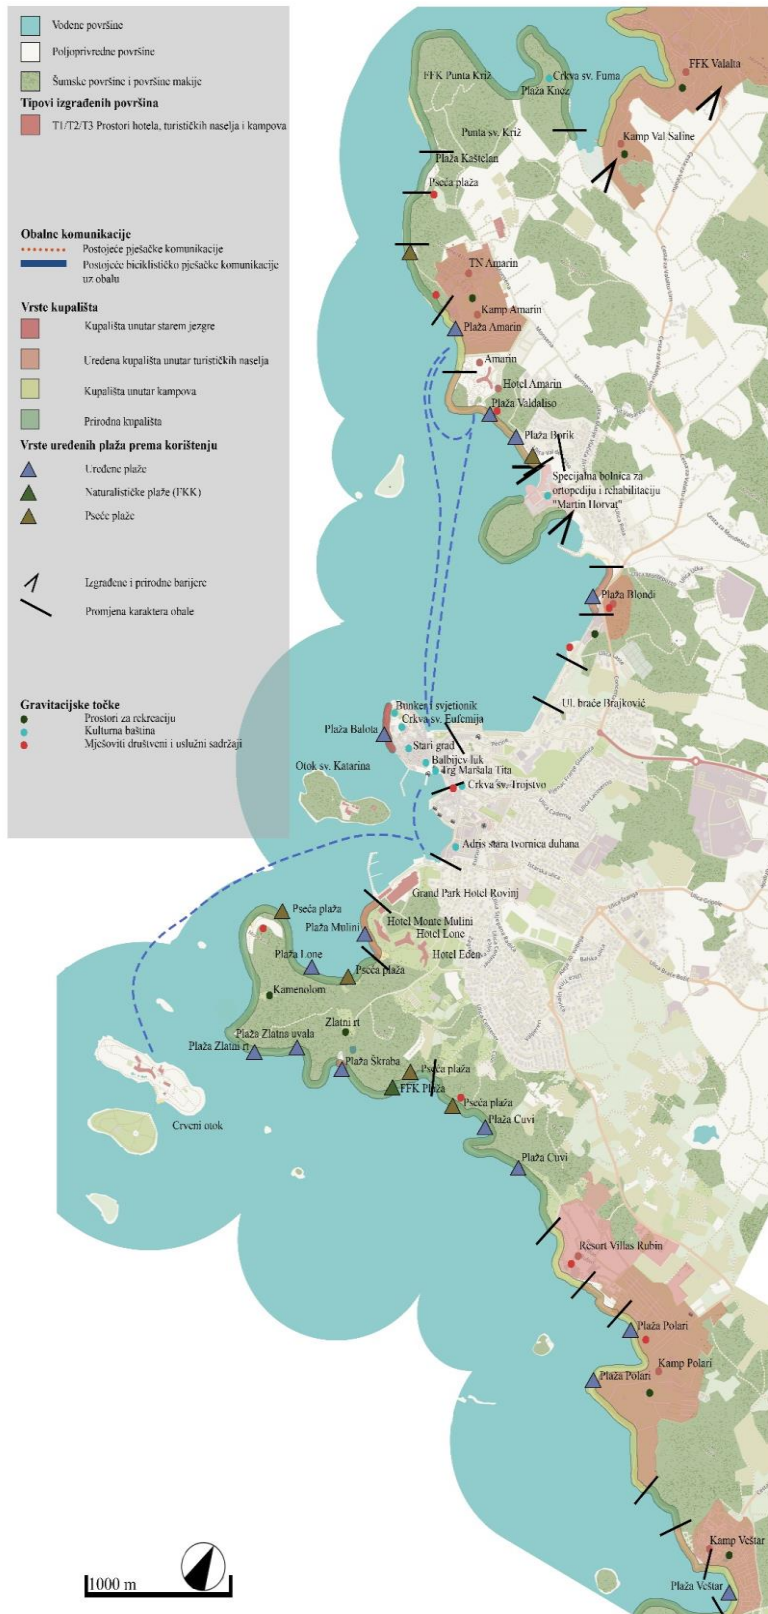 Vodene površine
Poljoprivredne površine
Šumske površine i površine makije
Tipovi izgrađenih površina
T1/T2/T3 Prostori hotela, turističkih naselja i kampova
Obalne komunikacije
Postojeće pješačke komunikacije
Postojeće biciklističko pješačke komunikacije
uz obalu
Vrste kupališta
Kupališta unutar starem jezgre
Uređena kupališta unutar turističkih naselja
Kupališta unutar kampova
Prirodna kupališta
Vrste uređenih plaža prema korištenju
Uređene plaže
Naturalističke plaže (FKK)
Pseće plaže
Izgrađene i prirodne barijere
Promjena karaktera obale
Gravitacijske točke
Prostori za rekreaciju
Kulturna baština
Mješoviti društveni i uslužni sadržaji
FFK Valalta
FFK Punta Križ
Crkva sv. Fuma
Plaža Knez
Punta sv. Križ
Kamp Val Saline
Plaža Kaštelan
Pseća plaža
TN Amarin
Kamp Amarin
Plaža Amarin
Amarin
Hotel Amarin
Plaža Valdaliso
Plaža Borik
Specijalna bolnica za
ortopediju i rehabilitaciju
"Martin Horvat"
Plaža Blondi
Ul. braće Brajković
Bunker i svjetionik
Crkva sv. Eufemija
Plaža Balota
Stari grad
Balbijev luk
Trg Maršala Tita
Otok sv. Katarina
Crkva sv. Trojstvo
Adris stara tvornica duhana
Grand Park Hotel Rovinj
Pseća plaža
Hotel Monte Mulini
Plaža Mulini
Hotel Lone
Hotel Eden
Plaža Lone
Pseća plaža
Kamenolom
Zlatni rt
Plaža Zlatna uvala
Plaža Zlatni rt
Plaža Škraba
Pseća plaža
FFK Plaža
Pseća plaža
Plaža Cuvi
Crveni otok
Plaža Cuvi
Resort Villas Rubin
Plaža Polari
Kamp Polari
Plaža Polari
Kamp Veštar
Plaža Veštar
1000 m